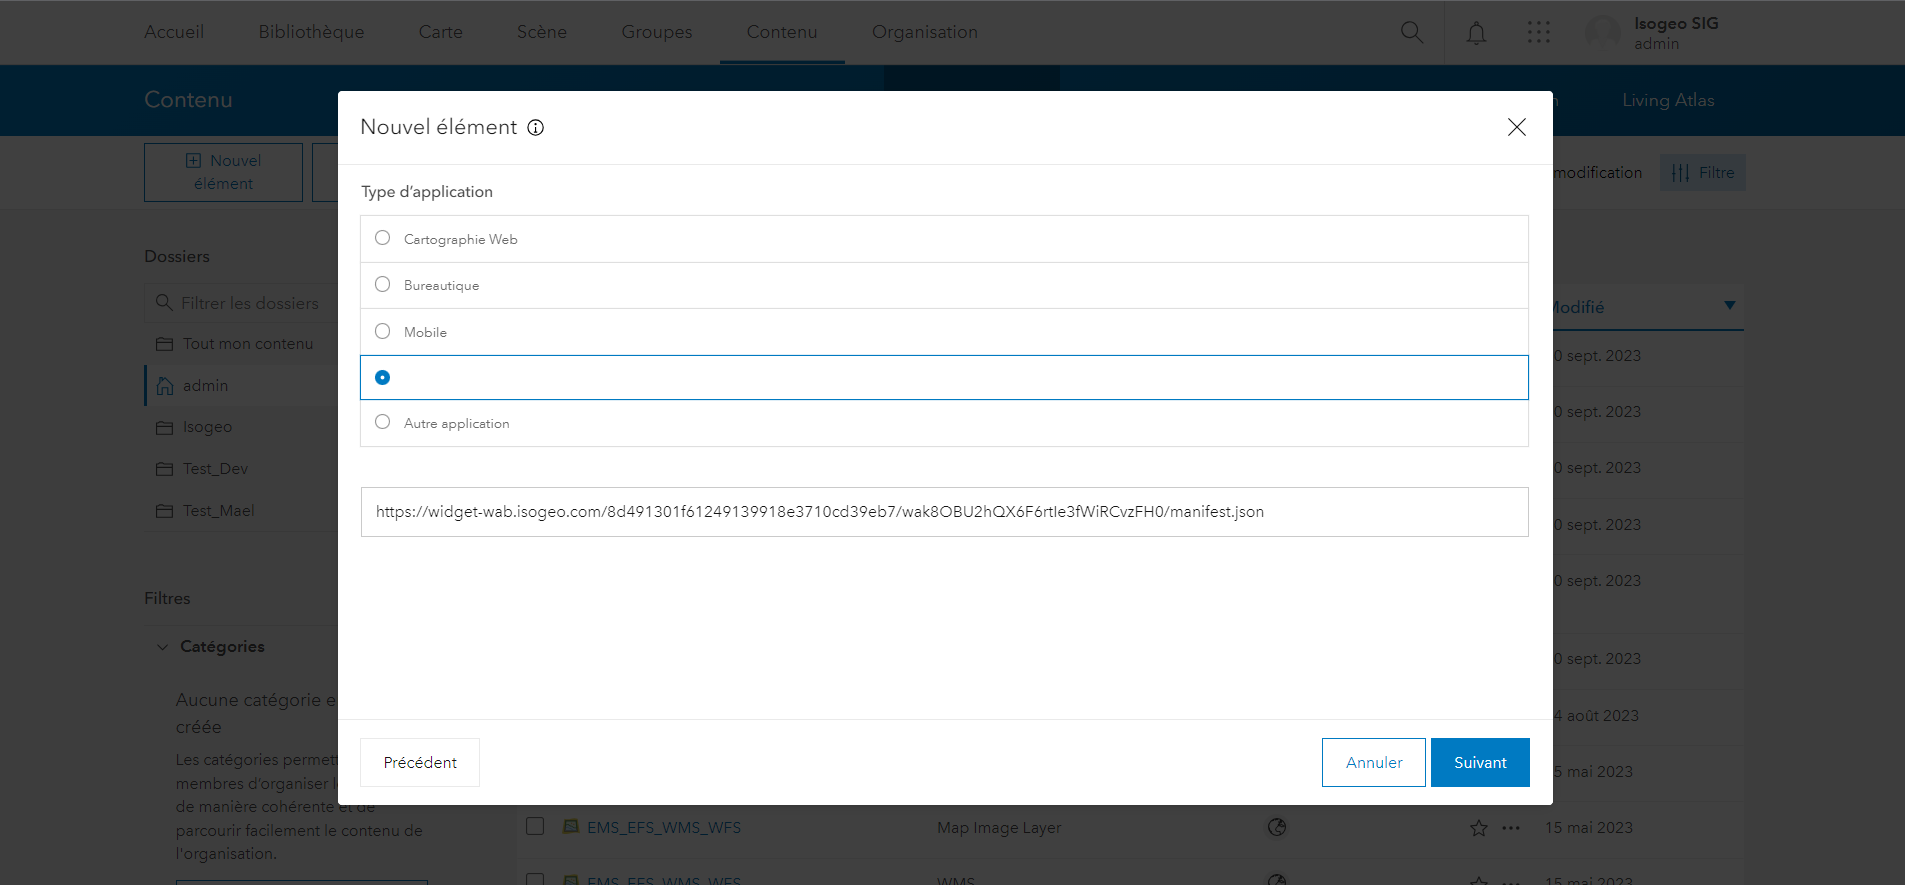 Accueil Bibliothèque Carte Scène Groupes Contenu Organisation
Isogeo SIG
admin
Contenu
Living Atlas
Nouvel élément
Nouvel
élément
modification
Filtre
Type d'application
Cartographie Web
Bureautique
Mobile
Autre application
https://widget-wab.isogeo.com/8d491301f61249139918e3710cd39eb7/wak8OBU2hQX6F6rtIe3fWiRCvzFH0/manifest.json
Précédent
Annuler
Suivant
Dossiers
Filtrer les dossiers
Tout mon contenu
admin
Isogeo
Test_Dev
Test_Mael
Filtres
Catégories
Aucune catégorie e
créée
Les catégories permett
membres d'organiser l
de manière cohérente et de
parcourir facilement le contenu de
l'organisation.
Modifié
0 sept. 2023
0 sept. 2023
0 sept. 2023
0 sept. 2023
0 sept. 2023
0 sept. 2023
4 août 2023
5 mai 2023
EMS_EFS_WMS_WFS Map Image Layer 15 mai 2023
EMS_EFS_WMS_WFS WMS 15 mai 2023